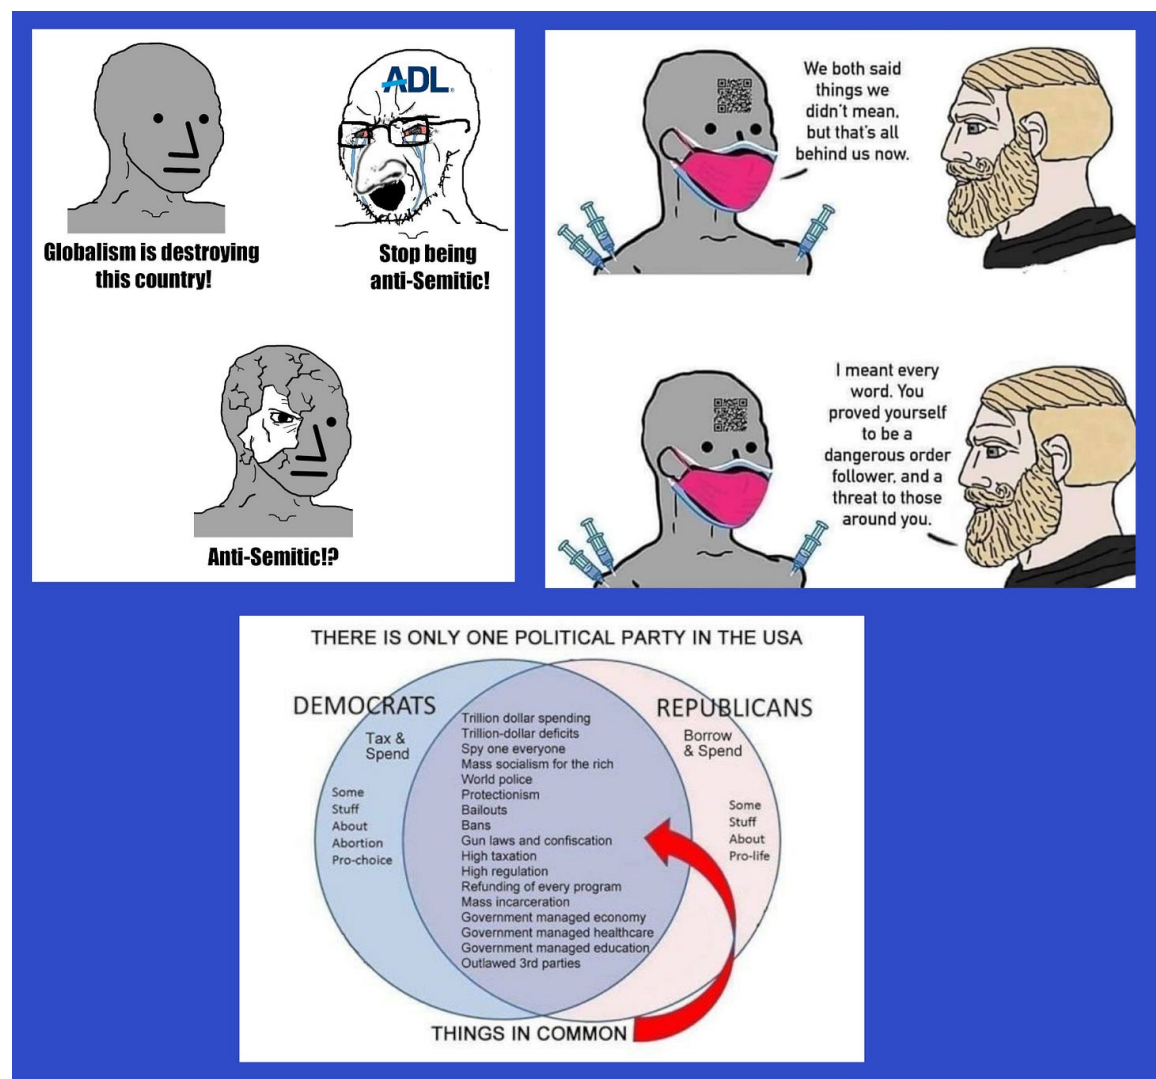 ADL
Globalism is destroying
this country!
Stop being
anti-Semitic!
Anti-Semitic!?
We both said
things we
didn't mean,
but that's all
behind us now.
I meant every
word. You
proved yourself
to be a
dangerous order
follower, and a
threat to those
around you.
THERE IS ONLY ONE POLITICAL PARTY IN THE USA
DEMOCRATS
Tax &
Spend
Some
Stuff
About
Abortion
Pro-choice
Trillion dollar spending
Trillion-dollar deficits
Spy one everyone
Mass socialism for the rich
World police
Protectionism
Bailouts
Bans
Gun laws and confiscation
High taxation
High regulation
Refunding of every program
Mass incarceration
Government managed economy
Government managed healthcare
Government managed education
Outlawed 3rd parties
REPUBLICANS
Borrow
& Spend
Some
Stuff
About
Pro-life
THINGS IN COMMON